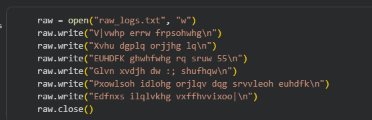 raw = open("raw_logs.txt", "w")
raw.write("V|vwhp errw frpsohwhg\n")
raw.write("Xvhu dgplq orjjhg lq\n")
raw.write("EUHDFK ghwhfwhg rq sruw 55\n")
raw.write("Glvn xvdjh dw :; shufhqw\n")
raw.write("Pxowlsoh idlohg orjlqv dqg srvvleoh euhdfk\n")
raw.write("Edfnxs ilqlvkhg vxffhvvixoo|\n")
raw.close()